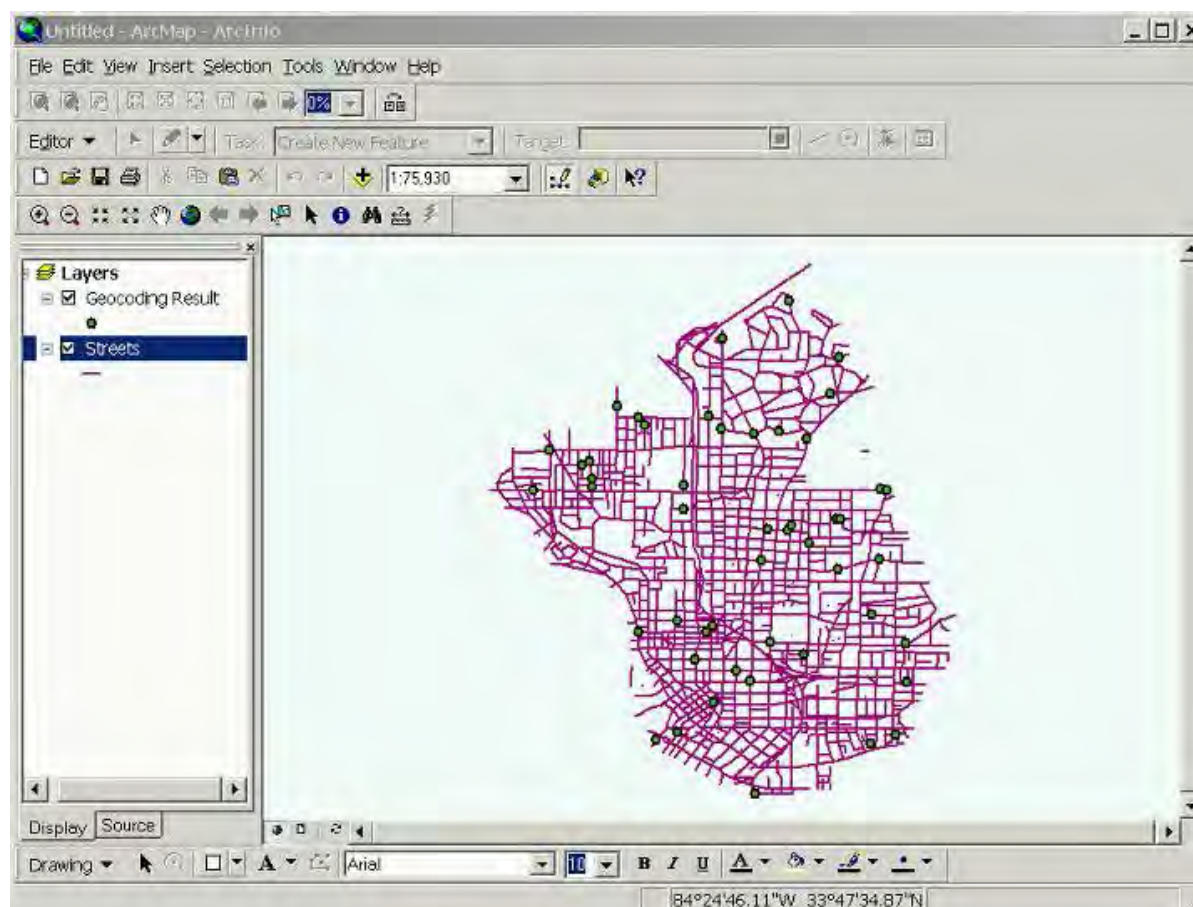 Untitled - ArcMap - ArcInfo
File Edit View Insert Selection Tools Window Help
0%
Editor Task: Create New Feature Target:
1:75,930
Layers
Geocoding Result
Streets
Display Source
Drawing A Arial 10 B I U A
84°24'46.11"W 33°47'34.87"N